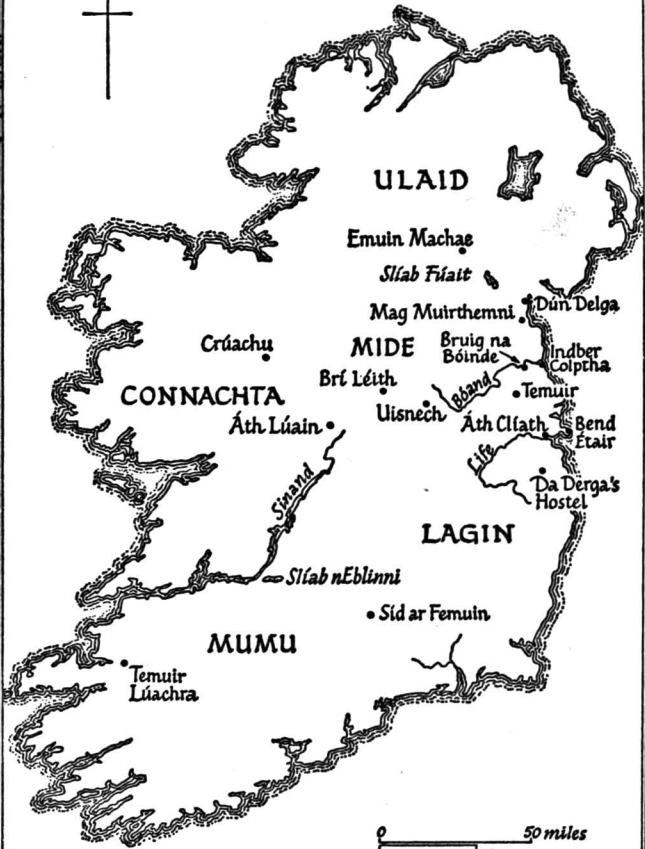 ULAID
Emuin Machae
Slíab Fúait
Dún Delga
Mag Muirthemni
Crúachu
MIDE
Bruig na
Bóinde
Indber
Colptha
Brí Léith
Bóand
CONNACHTA
Uisnech
Temuir
Áth Lúain
Áth Clíath
Bend
Étair
Life
Sinand
Da Derga's
Hostel
LAGIN
Slíab nEblinni
Síd ar Femuin
MUMU
Temuir
Lúachra
0 50 miles